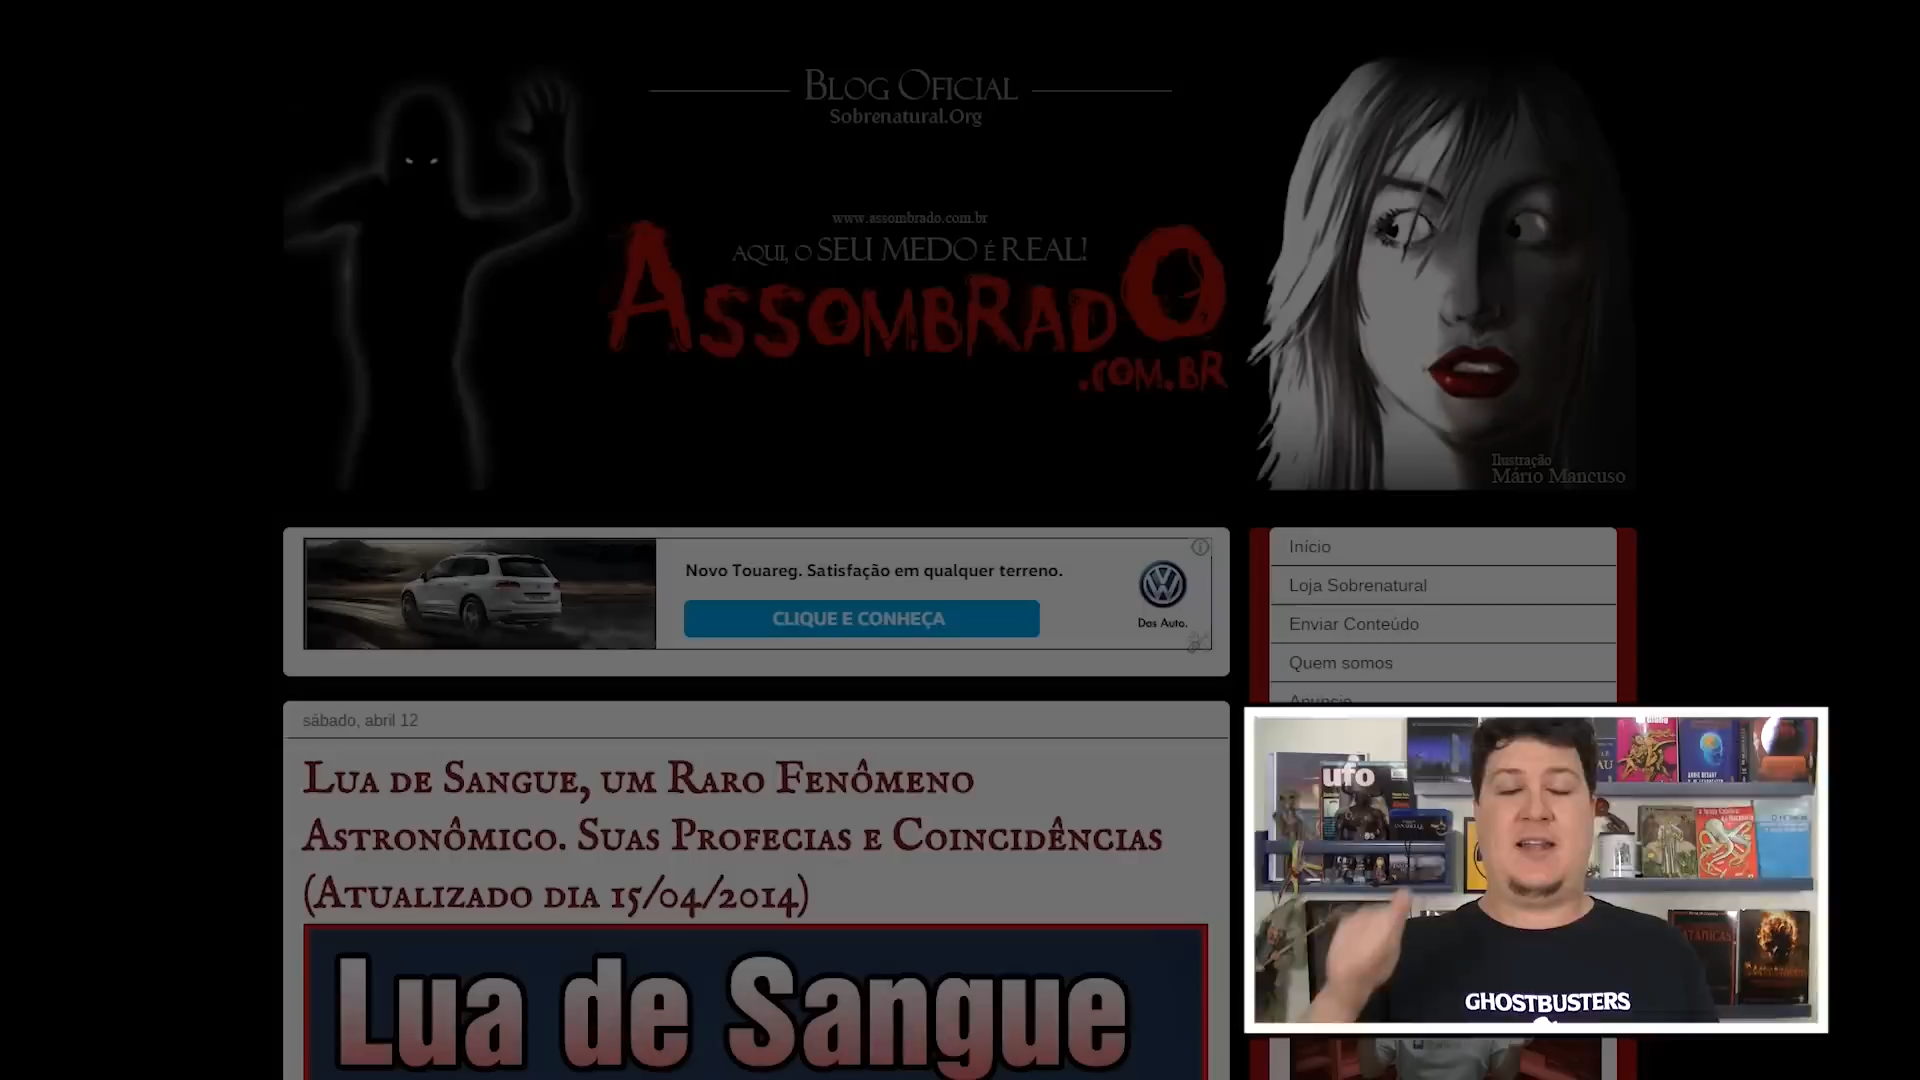 Blog Oficial
Sobrenatural.Org
www.assombrado.com.br
AQUI, O SEU MEDO É REAL!
ASSOMBRADO
.COM.BR
Ilustração
Mário Mancuso
Novo Touareg. Satisfação em qualquer terreno.
CLIQUE E CONHEÇA
Das Auto.
Início
Loja Sobrenatural
Enviar Conteúdo
Quem somos
Anuncie
sábado, abril 12
Lua de Sangue, um Raro Fenômeno
Astronômico. Suas Profecias e Coincidências
(Atualizado dia 15/04/2014)
Lua de Sangue
ufo
GHOSTBUSTERS